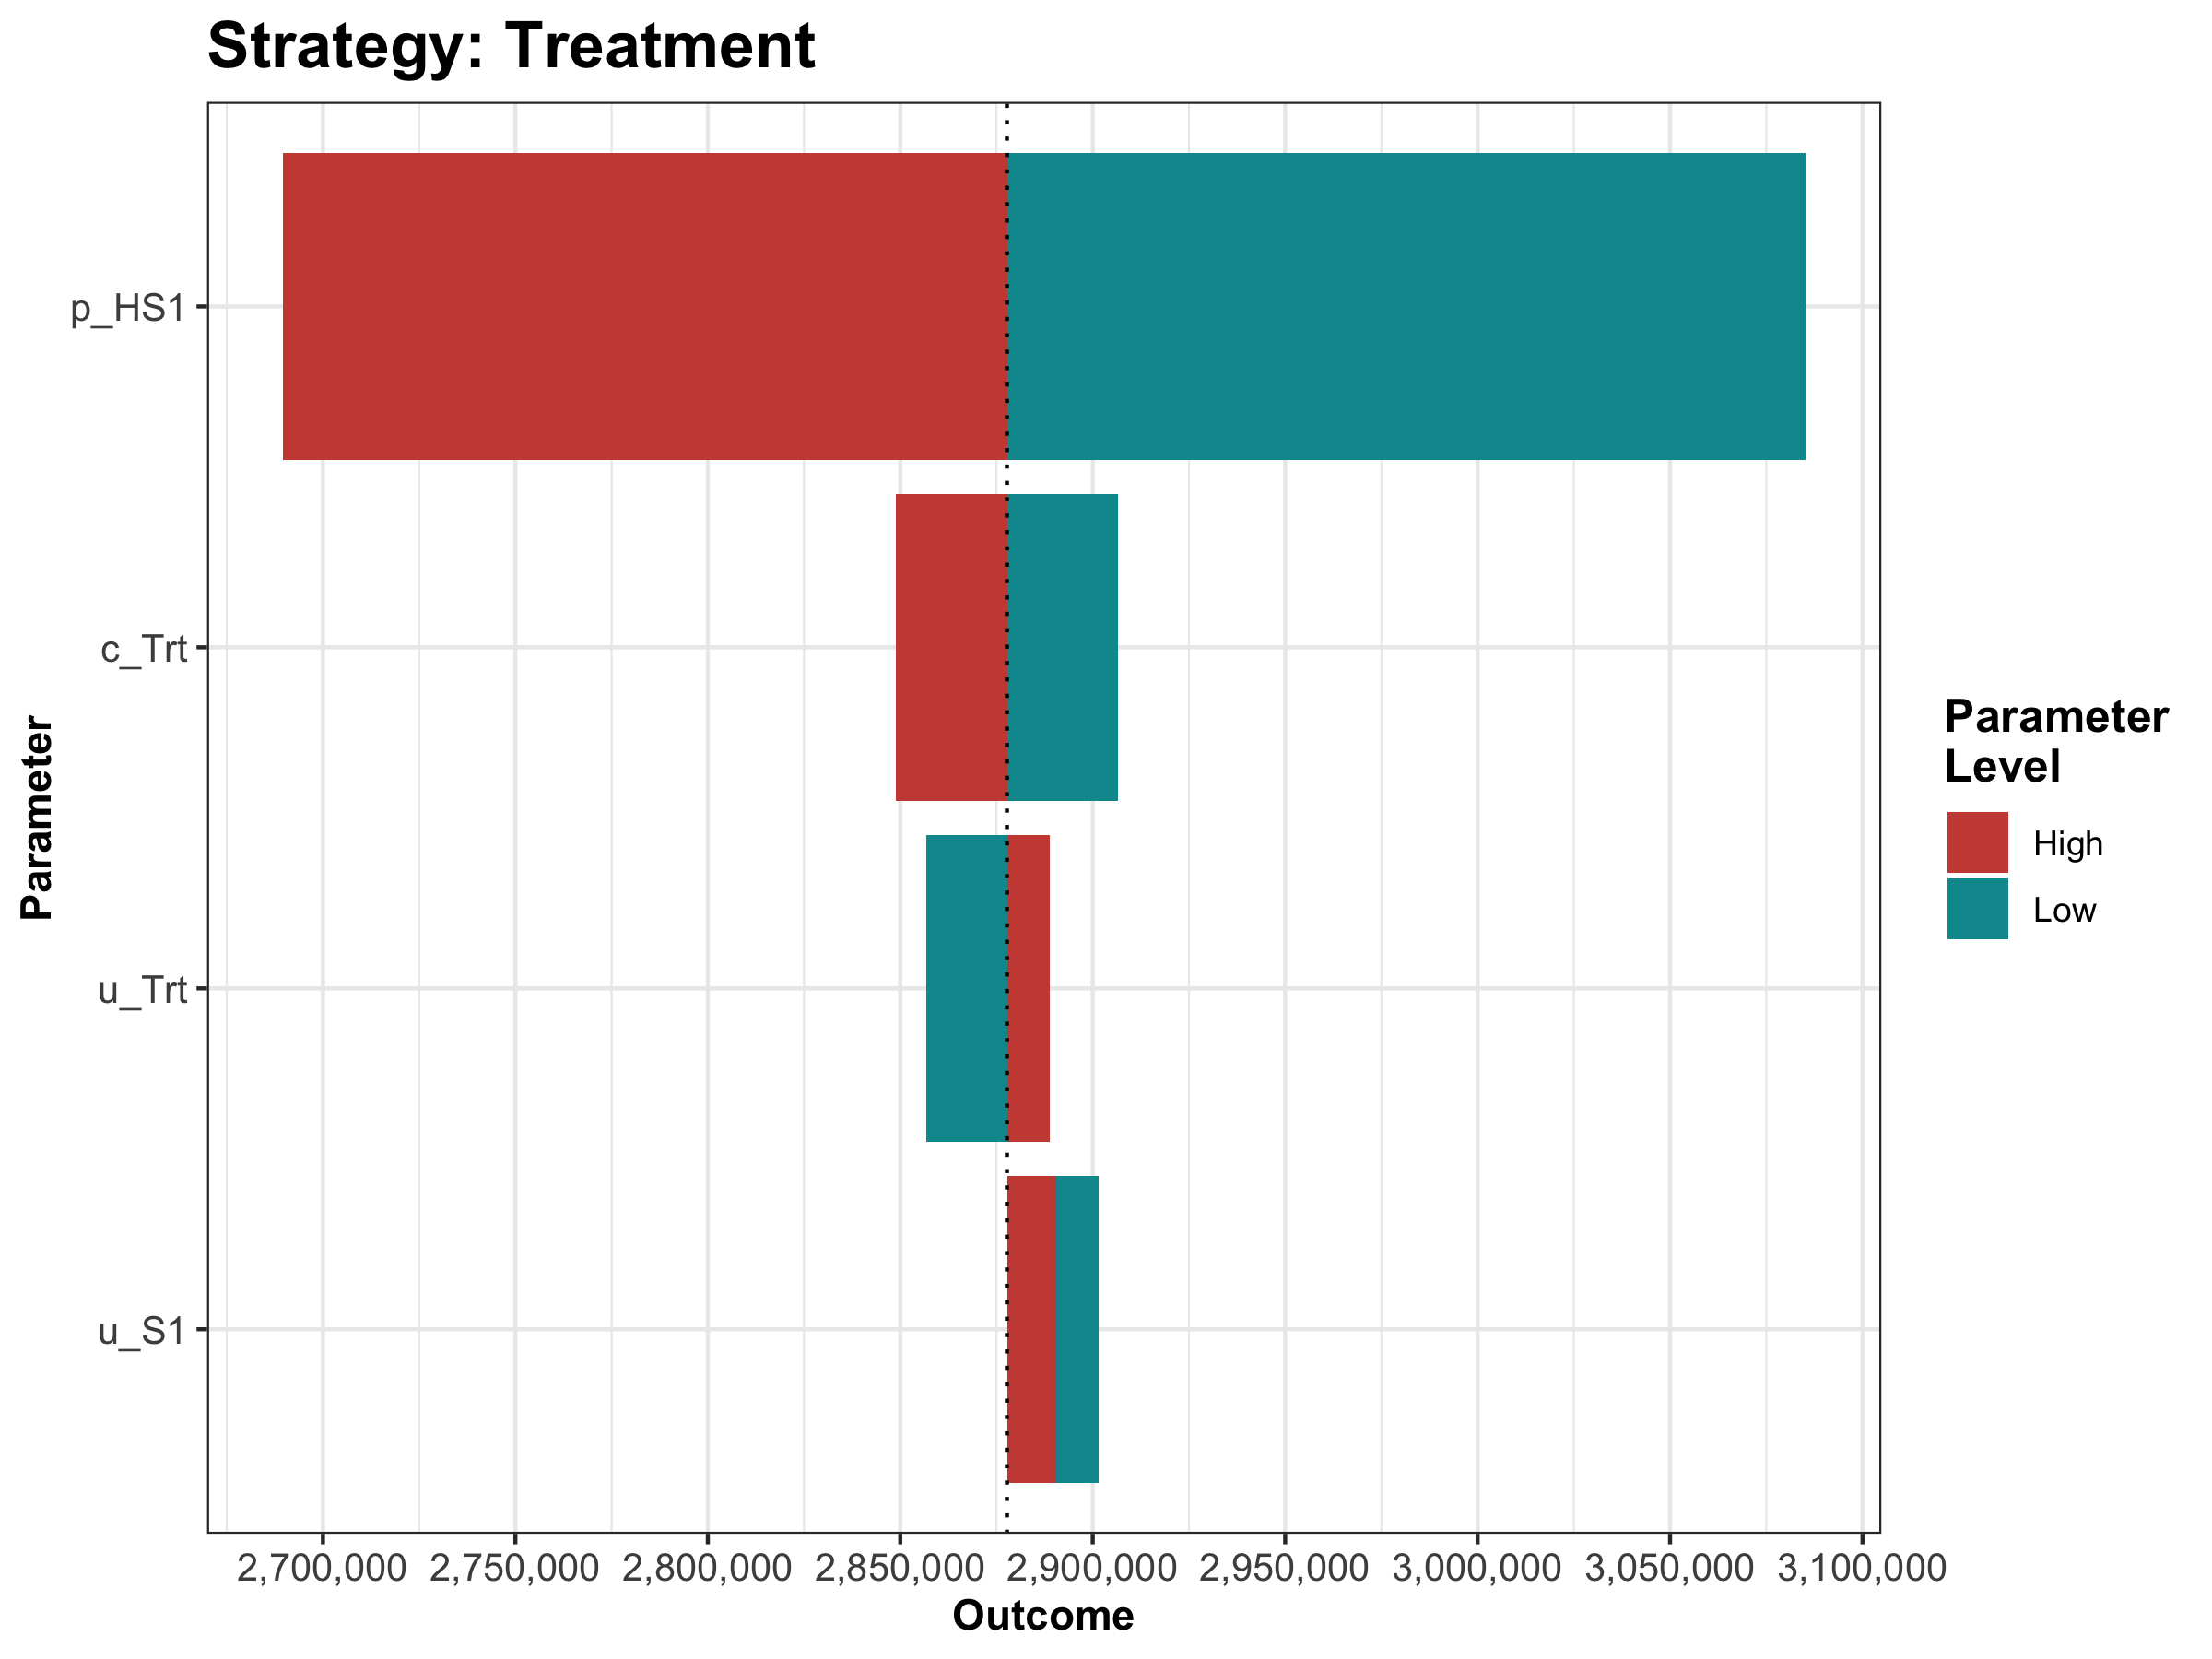 Strategy: Treatment
Parameter
p_HS1
c_Trt
u_Trt
u_S1
2,700,000 2,750,000 2,800,000 2,850,000 2,900,000 2,950,000 3,000,000 3,050,000 3,100,000
Outcome
Parameter
Level
High
Low